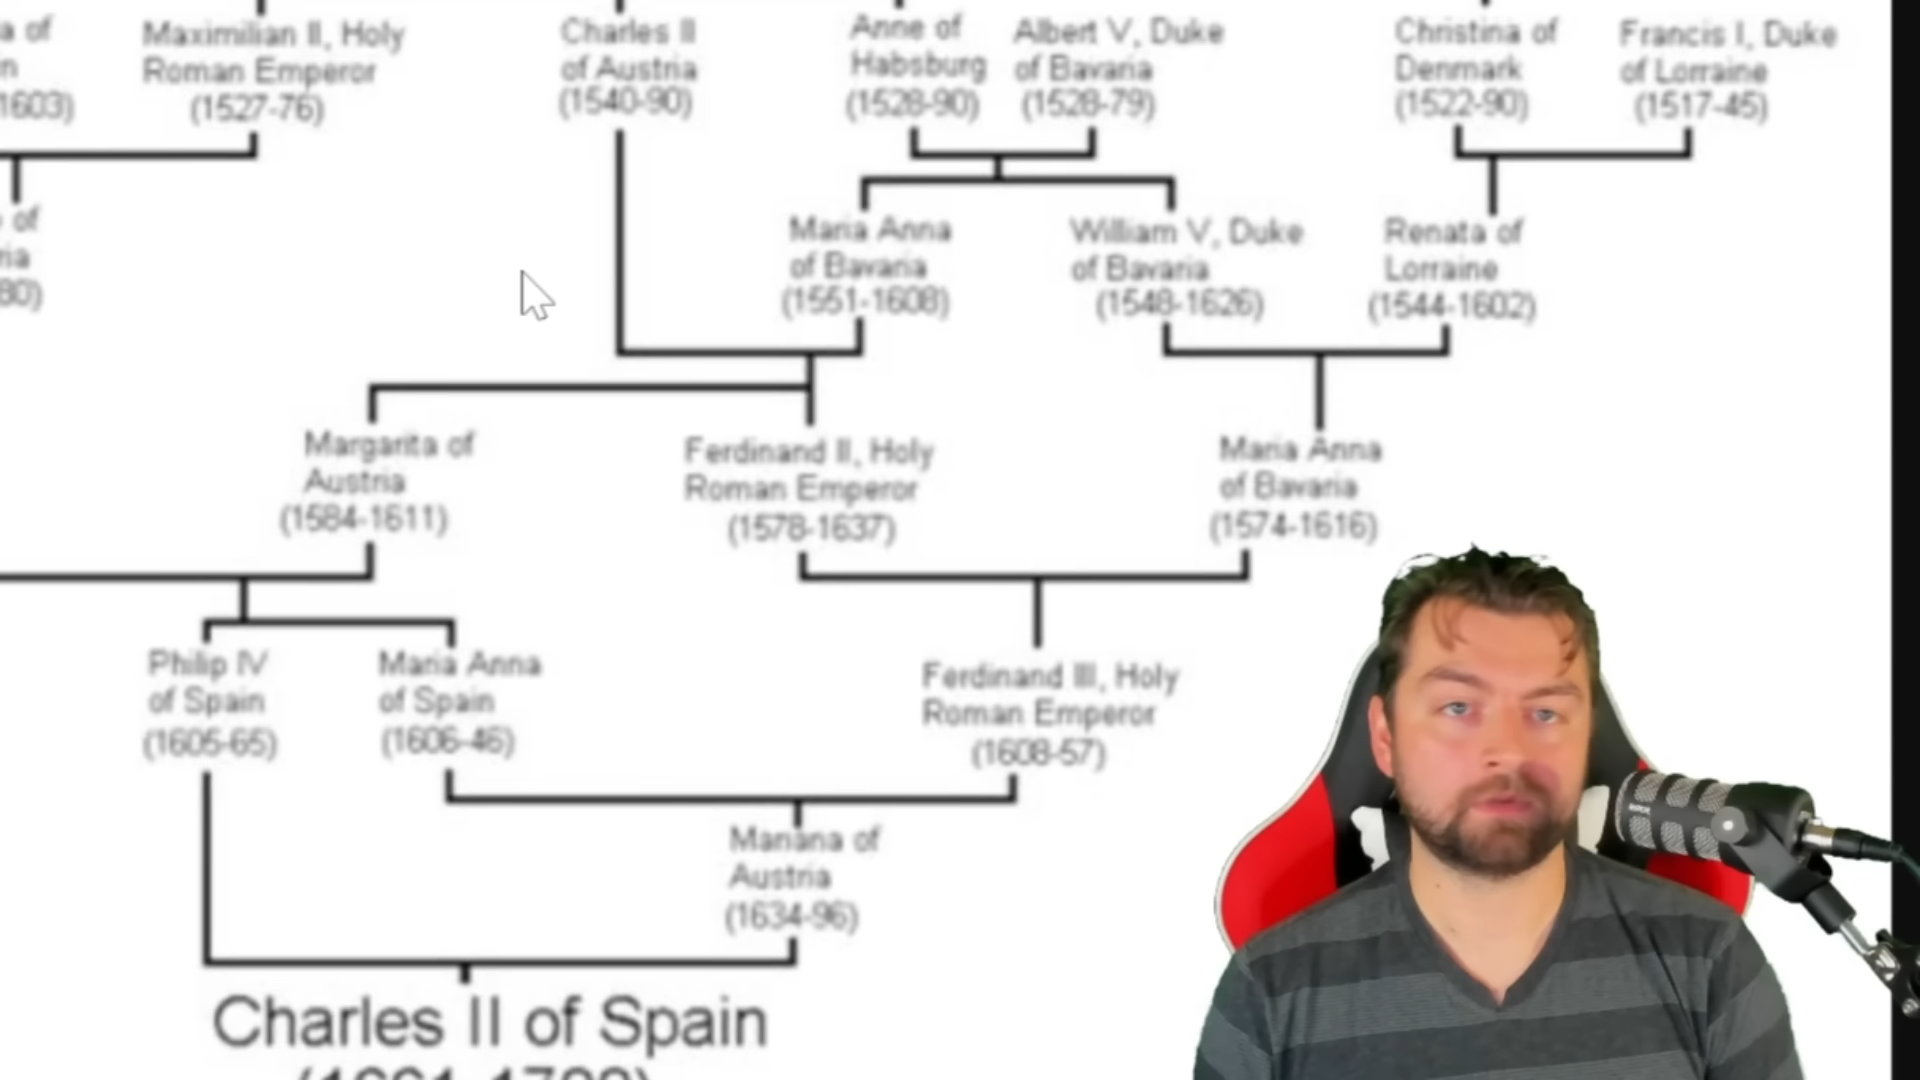 a of
n
1603)
Maximilian II, Holy
Roman Emperor
(1527-76)
Charles II
of Austria
(1540-90)
Anne of
Habsburg
(1528-90)
Albert V, Duke
of Bavaria
(1528-79)
Christina of
Denmark
(1522-90)
Francis I, Duke
of Lorraine
(1517-45)
of
ria
80)
Maria Anna
of Bavaria
(1551-1608)
William V, Duke
of Bavaria
(1548-1626)
Renata of
Lorraine
(1544-1602)
Margarita of
Austria
(1584-1611)
Ferdinand II, Holy
Roman Emperor
(1578-1637)
Maria Anna
of Bavaria
(1574-1616)
Philip IV
of Spain
(1605-65)
Maria Anna
of Spain
(1606-46)
Ferdinand III, Holy
Roman Emperor
(1608-57)
Mariana of
Austria
(1634-96)
Charles II of Spain